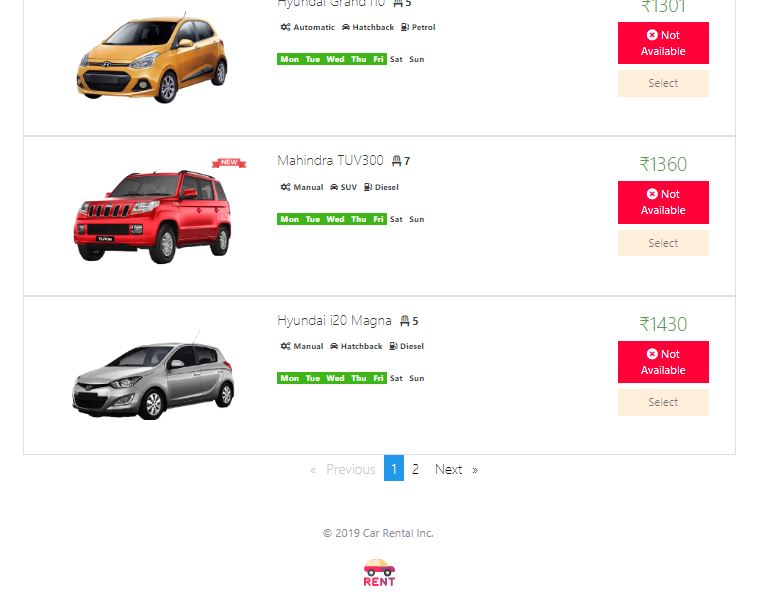 Hyundai Grand i10 5
₹1301
Automatic Hatchback Petrol
Not
Available
Mon Tue Wed Thu Fri Sat Sun
Select
NEW
Mahindra TUV300 7
₹1360
Manual SUV Diesel
Not
Available
Mon Tue Wed Thu Fri Sat Sun
Select
Hyundai i20 Magna 5
₹1430
Manual Hatchback Diesel
Not
Available
Mon Tue Wed Thu Fri Sat Sun
Select
« Previous 1 2 Next »
© 2019 Car Rental Inc.
RENT